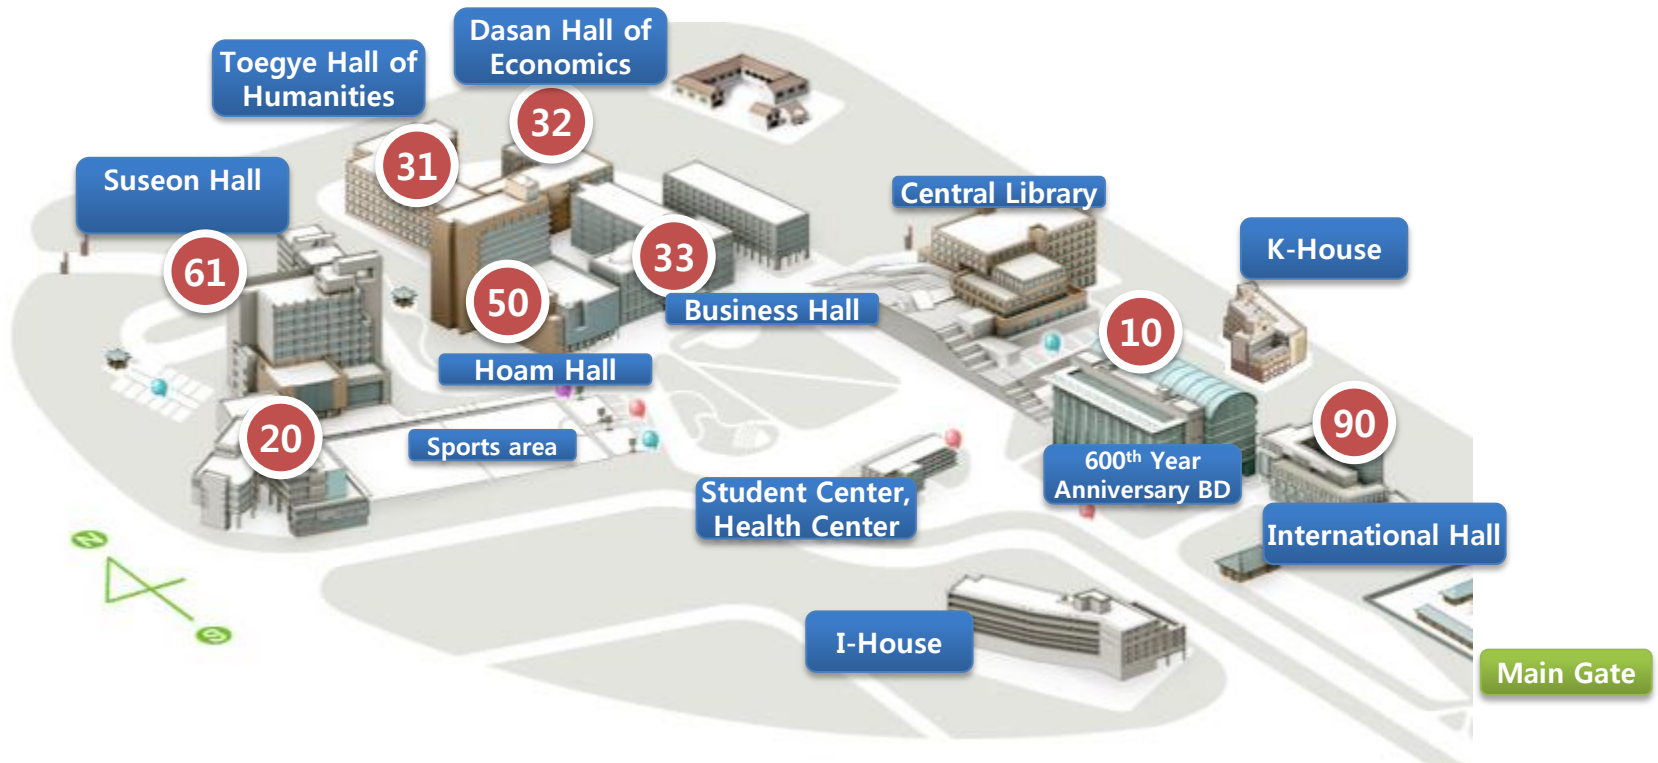 Dasan Hall of
Economics
Toegye Hall of
Humanities
32
31
Suseon Hall
Central Library
K-House
61
33
50
Business Hall
10
Hoam Hall
90
20
Sports area
600th Year
Anniversary BD
Student Center,
Health Center
International Hall
N
S
I-House
Main Gate